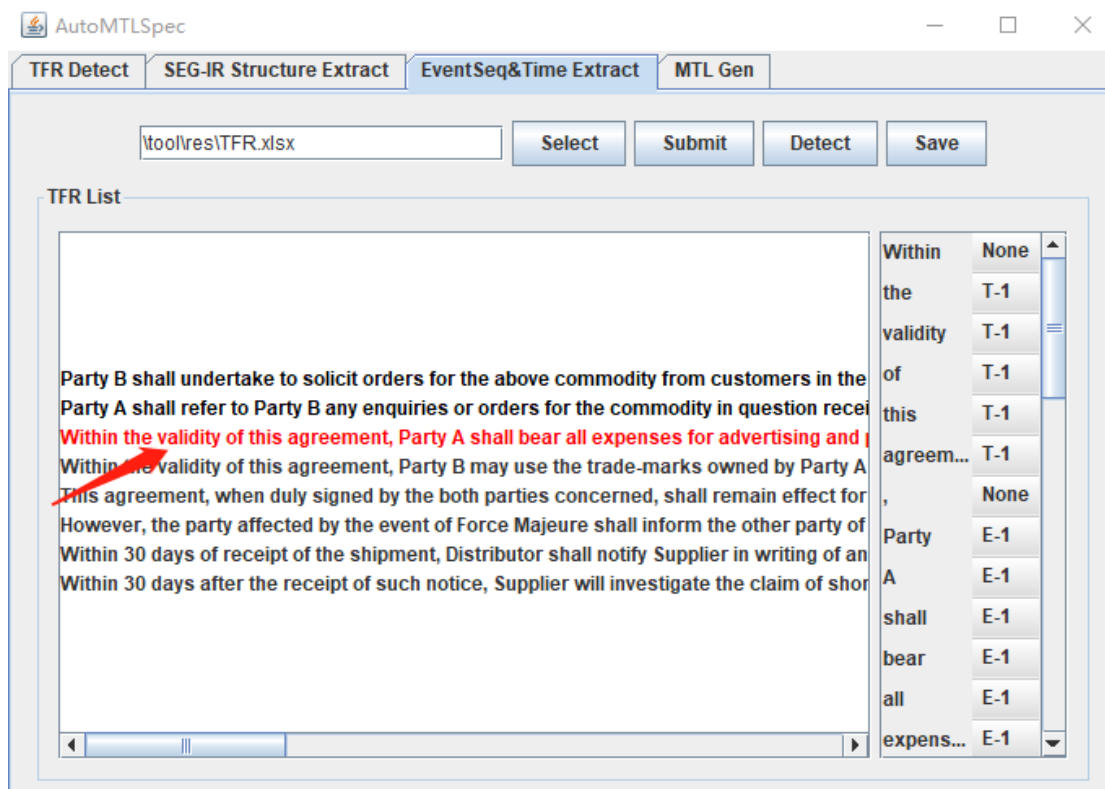 AutoMTLSpec
TFR Detect SEG-IR Structure Extract EventSeq&Time Extract MTL Gen
\tool\res\TFR.xlsx Select Submit Detect Save
TFR List
Party B shall undertake to solicit orders for the above commodity from customers in the
Party A shall refer to Party B any enquiries or orders for the commodity in question recei
Within the validity of this agreement, Party A shall bear all expenses for advertising and p
Within the validity of this agreement, Party B may use the trade-marks owned by Party A
This agreement, when duly signed by the both parties concerned, shall remain effect for
However, the party affected by the event of Force Majeure shall inform the other party of
Within 30 days of receipt of the shipment, Distributor shall notify Supplier in writing of an
Within 30 days after the receipt of such notice, Supplier will investigate the claim of shor
Within None
the T-1
validity T-1
of T-1
this T-1
agreem... T-1
, None
Party E-1
A E-1
shall E-1
bear E-1
all E-1
expens... E-1